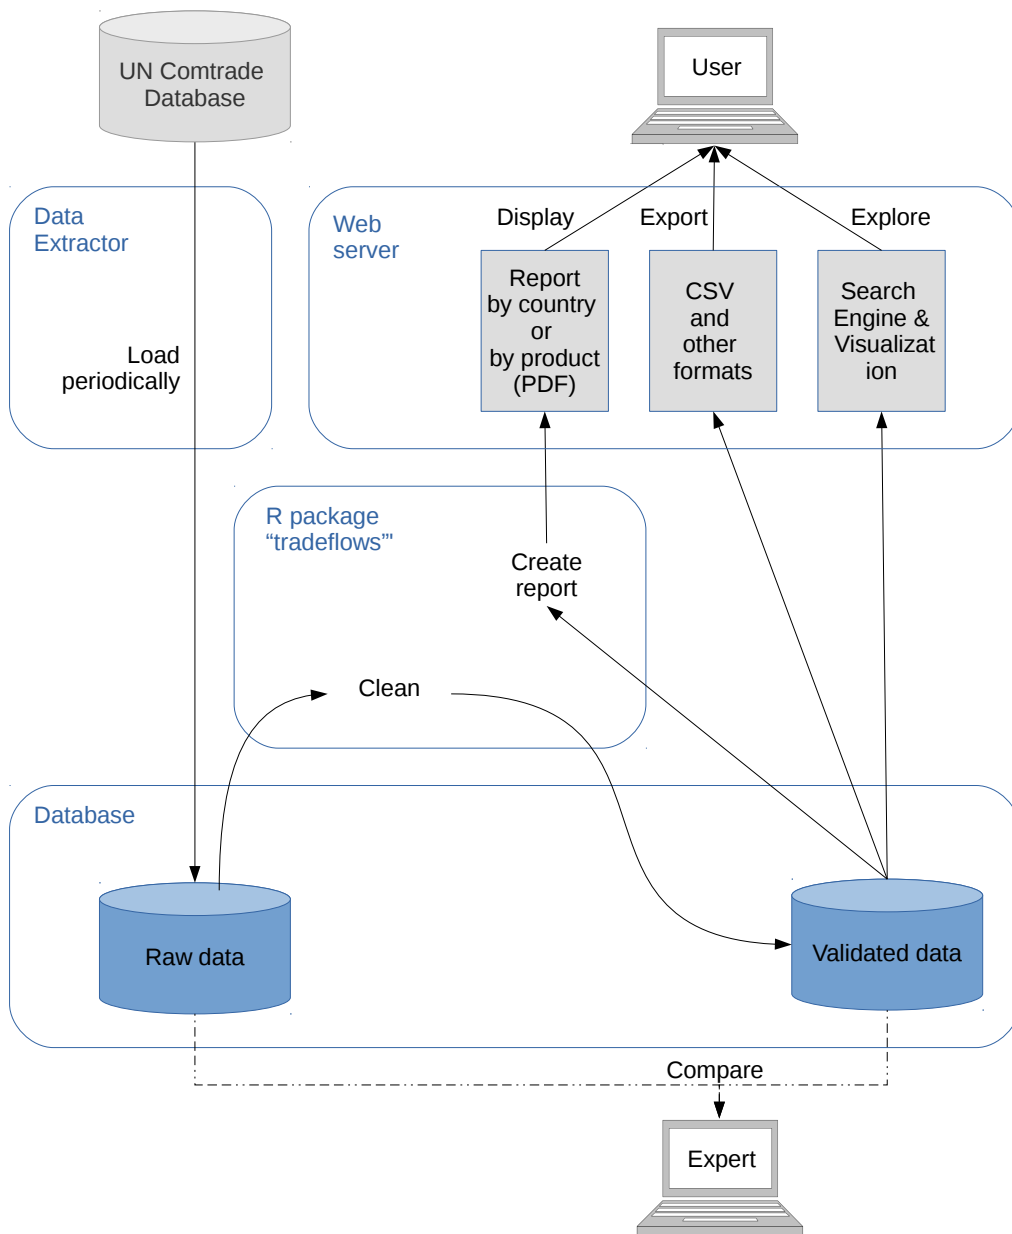 UN Comtrade
Database
User
Data
Extractor
Web
server
Display
Export
Explore
Report
by country
or
by product
(PDF)
CSV
and
other
formats
Search
Engine &
Visualizat
ion
Load
periodically
R package
“tradeflows”'
Create
report
Clean
Database
Raw data
Validated data
Compare
Expert